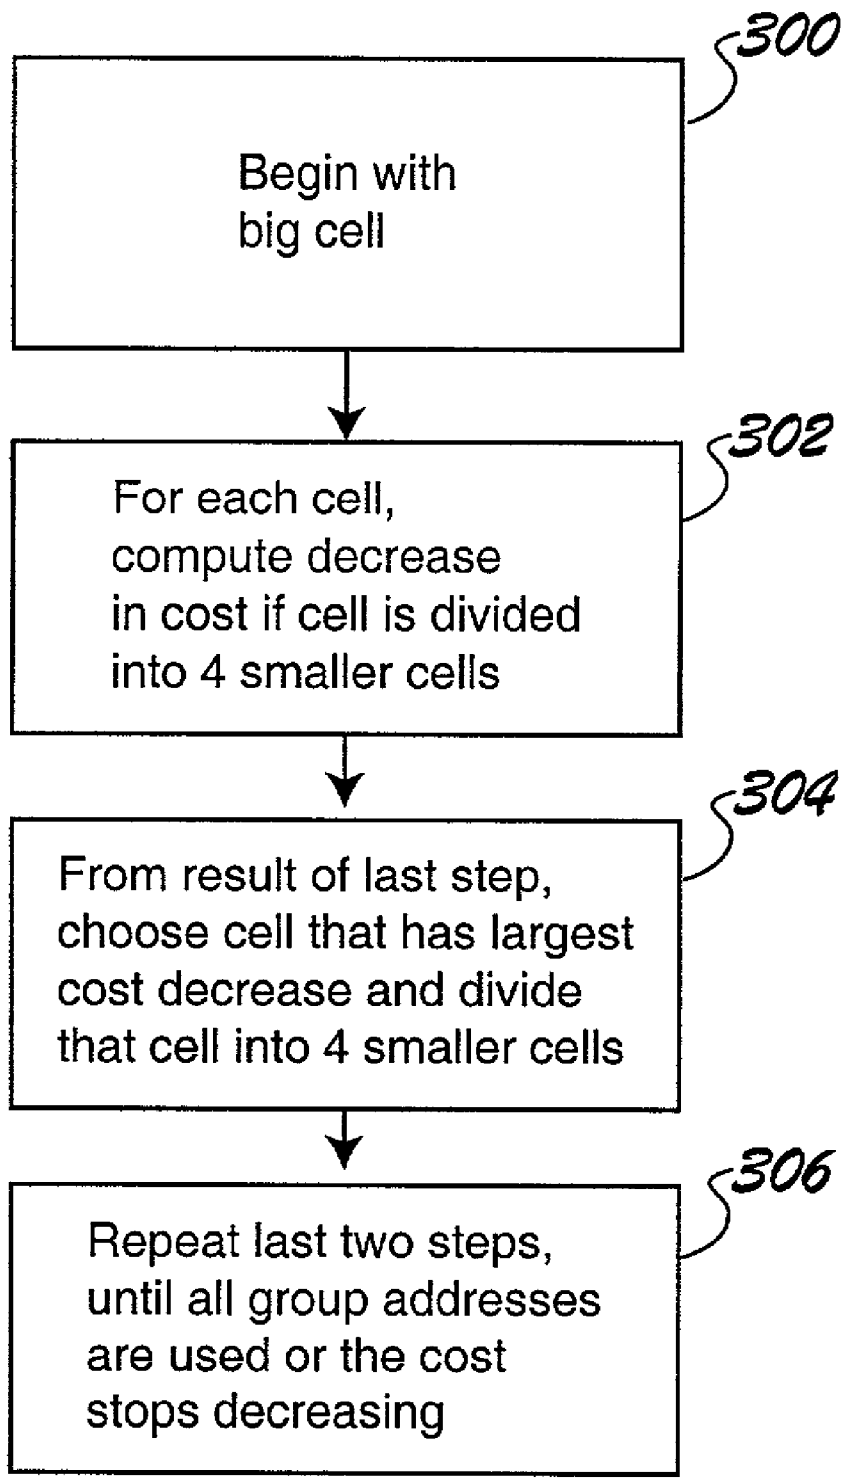 300
Begin with
big cell
302
For each cell,
compute decrease
in cost if cell is divided
into 4 smaller cells
304
From result of last step,
choose cell that has largest
cost decrease and divide
that cell into 4 smaller cells
306
Repeat last two steps,
until all group addresses
are used or the cost
stops decreasing